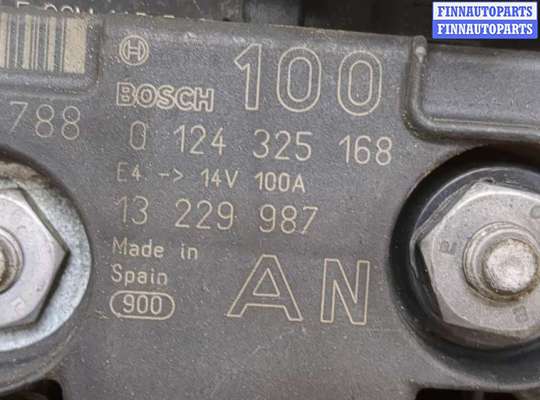 FINNAUTOPARTS
FINNAUTOPARTS
100
BOSCH
788
0 124 325 168
E4 -> 14V 100A
13 229 987
Made in
Spain
AN
900